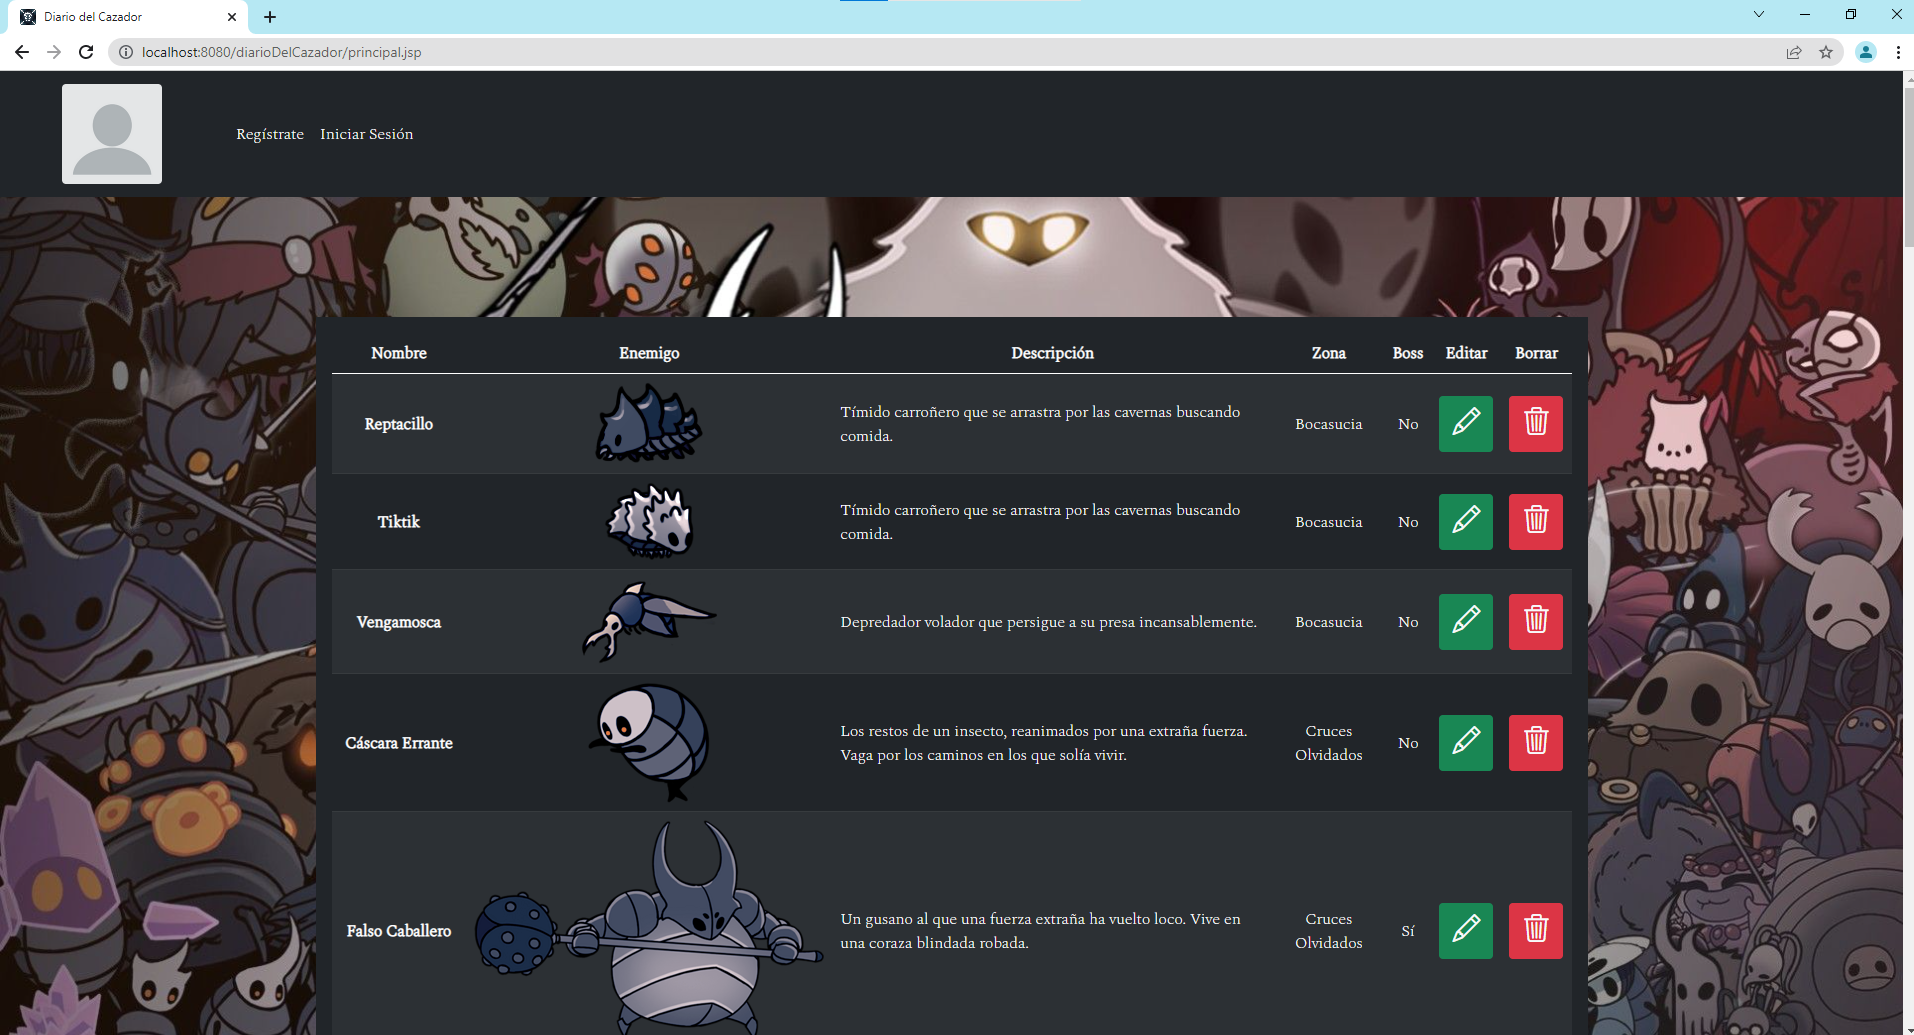 Diario del Cazador
localhost:8080/diarioDelCazador/principal.jsp
Regístrate Iniciar Sesión
Nombre Enemigo Descripción Zona Boss Editar Borrar
Reptacillo
Tímido carroñero que se arrastra por las cavernas buscando
comida.
Bocasucia No
Tiktik
Tímido carroñero que se arrastra por las cavernas buscando
comida.
Bocasucia No
Vengamosca Depredador volador que persigue a su presa incansablemente. Bocasucia No
Cáscara Errante
Los restos de un insecto, reanimados por una extraña fuerza.
Vaga por los caminos en los que solía vivir.
Cruces
Olvidados
No
Falso Caballero
Un gusano al que una fuerza extraña ha vuelto loco. Vive en
una coraza blindada robada.
Cruces
Olvidados
Sí